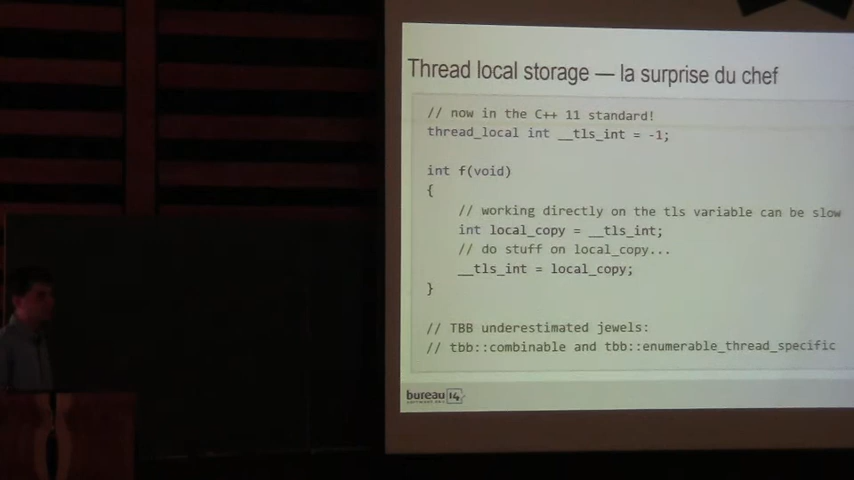 Thread local storage — la surprise du chef
// now in the C++ 11 standard!
thread_local int __tls_int = -1;
int f(void)
{
// working directly on the tls variable can be slow
int local_copy = __tls_int;
// do stuff on local_copy...
__tls_int = local_copy;
}
// TBB underestimated jewels:
// tbb::combinable and tbb::enumerable_thread_specific
bureau 14